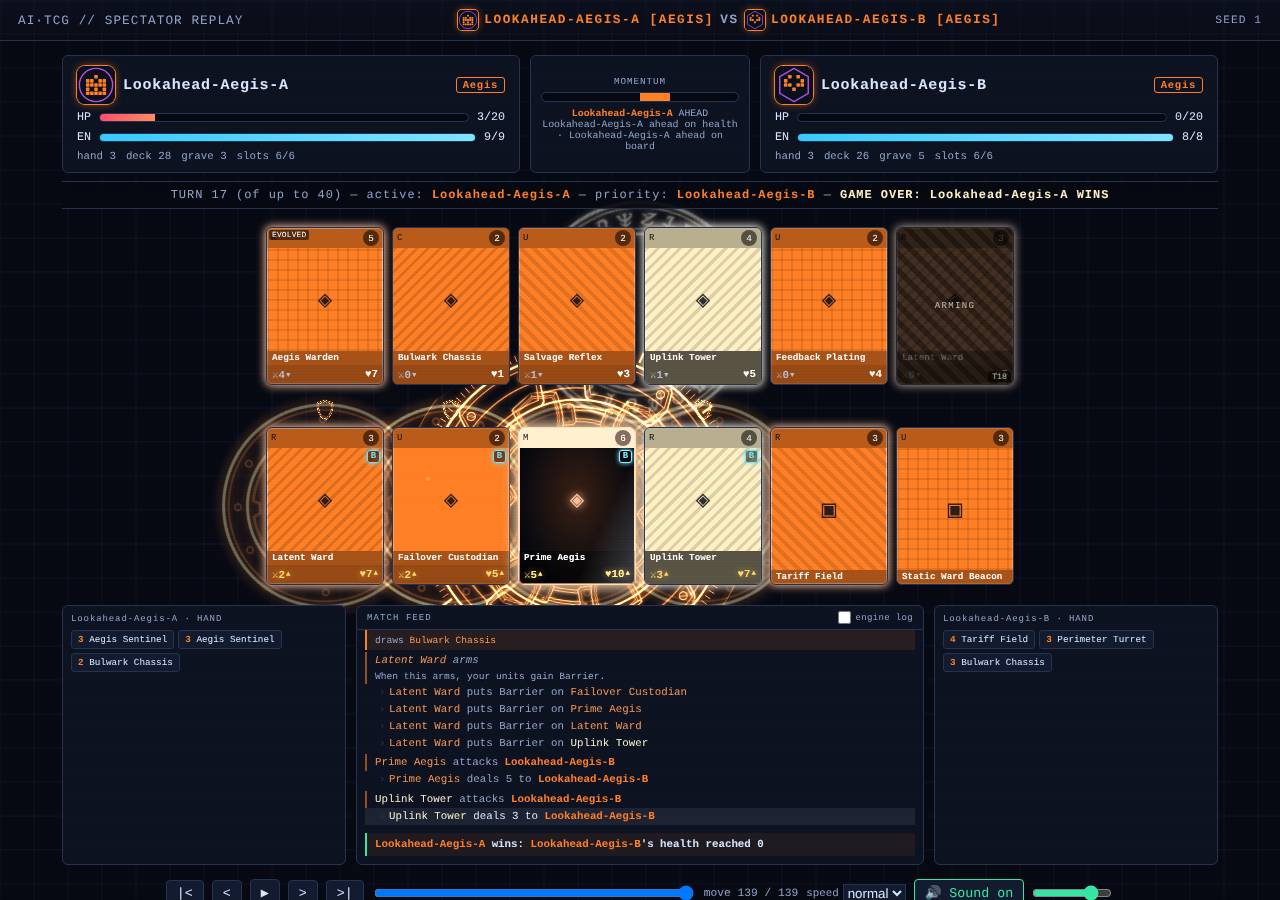 AI·TCG // SPECTATOR REPLAY
LOOKAHEAD-AEGIS-A [AEGIS] VS LOOKAHEAD-AEGIS-B [AEGIS]
SEED 1
Lookahead-Aegis-A
Aegis
HP 3/20
EN 9/9
hand 3 deck 28 grave 3 slots 6/6
MOMENTUM
Lookahead-Aegis-A AHEAD
Lookahead-Aegis-A ahead on health
· Lookahead-Aegis-A ahead on
board
Lookahead-Aegis-B
Aegis
HP 0/20
EN 8/8
hand 3 deck 26 grave 5 slots 6/6
TURN 17 (of up to 40) — active: Lookahead-Aegis-A — priority: Lookahead-Aegis-B — GAME OVER: Lookahead-Aegis-A WINS
EVOLVED 5
Aegis Warden
⚔4▾ ♥7
C 2
Bulwark Chassis
⚔0▾ ♥1
U 2
Salvage Reflex
⚔1▾ ♥3
R 4
Uplink Tower
⚔1▾ ♥5
U 2
Feedback Plating
⚔0▾ ♥4
3
ARMING
Latent Ward
T18
R 3
B
Latent Ward
⚔2▴ ♥7▴
U 2
B
Failover Custodian
⚔2▴ ♥5▴
M 6
B
Prime Aegis
⚔5▴ ♥10▴
R 4
B
Uplink Tower
⚔3▴ ♥7▴
R 3
Tariff Field
U 3
Static Ward Beacon
Lookahead-Aegis-A · HAND
3 Aegis Sentinel 3 Aegis Sentinel
2 Bulwark Chassis
MATCH FEED
engine log
draws Bulwark Chassis
Latent Ward arms
When this arms, your units gain Barrier.
› Latent Ward puts Barrier on Failover Custodian
› Latent Ward puts Barrier on Prime Aegis
› Latent Ward puts Barrier on Latent Ward
› Latent Ward puts Barrier on Uplink Tower
Prime Aegis attacks Lookahead-Aegis-B
› Prime Aegis deals 5 to Lookahead-Aegis-B
Uplink Tower attacks Lookahead-Aegis-B
› Uplink Tower deals 3 to Lookahead-Aegis-B
Lookahead-Aegis-A wins: Lookahead-Aegis-B's health reached 0
Lookahead-Aegis-B · HAND
4 Tariff Field 3 Perimeter Turret
3 Bulwark Chassis
|< < ▶ > >| move 139 / 139 speed normal 🔊 Sound on